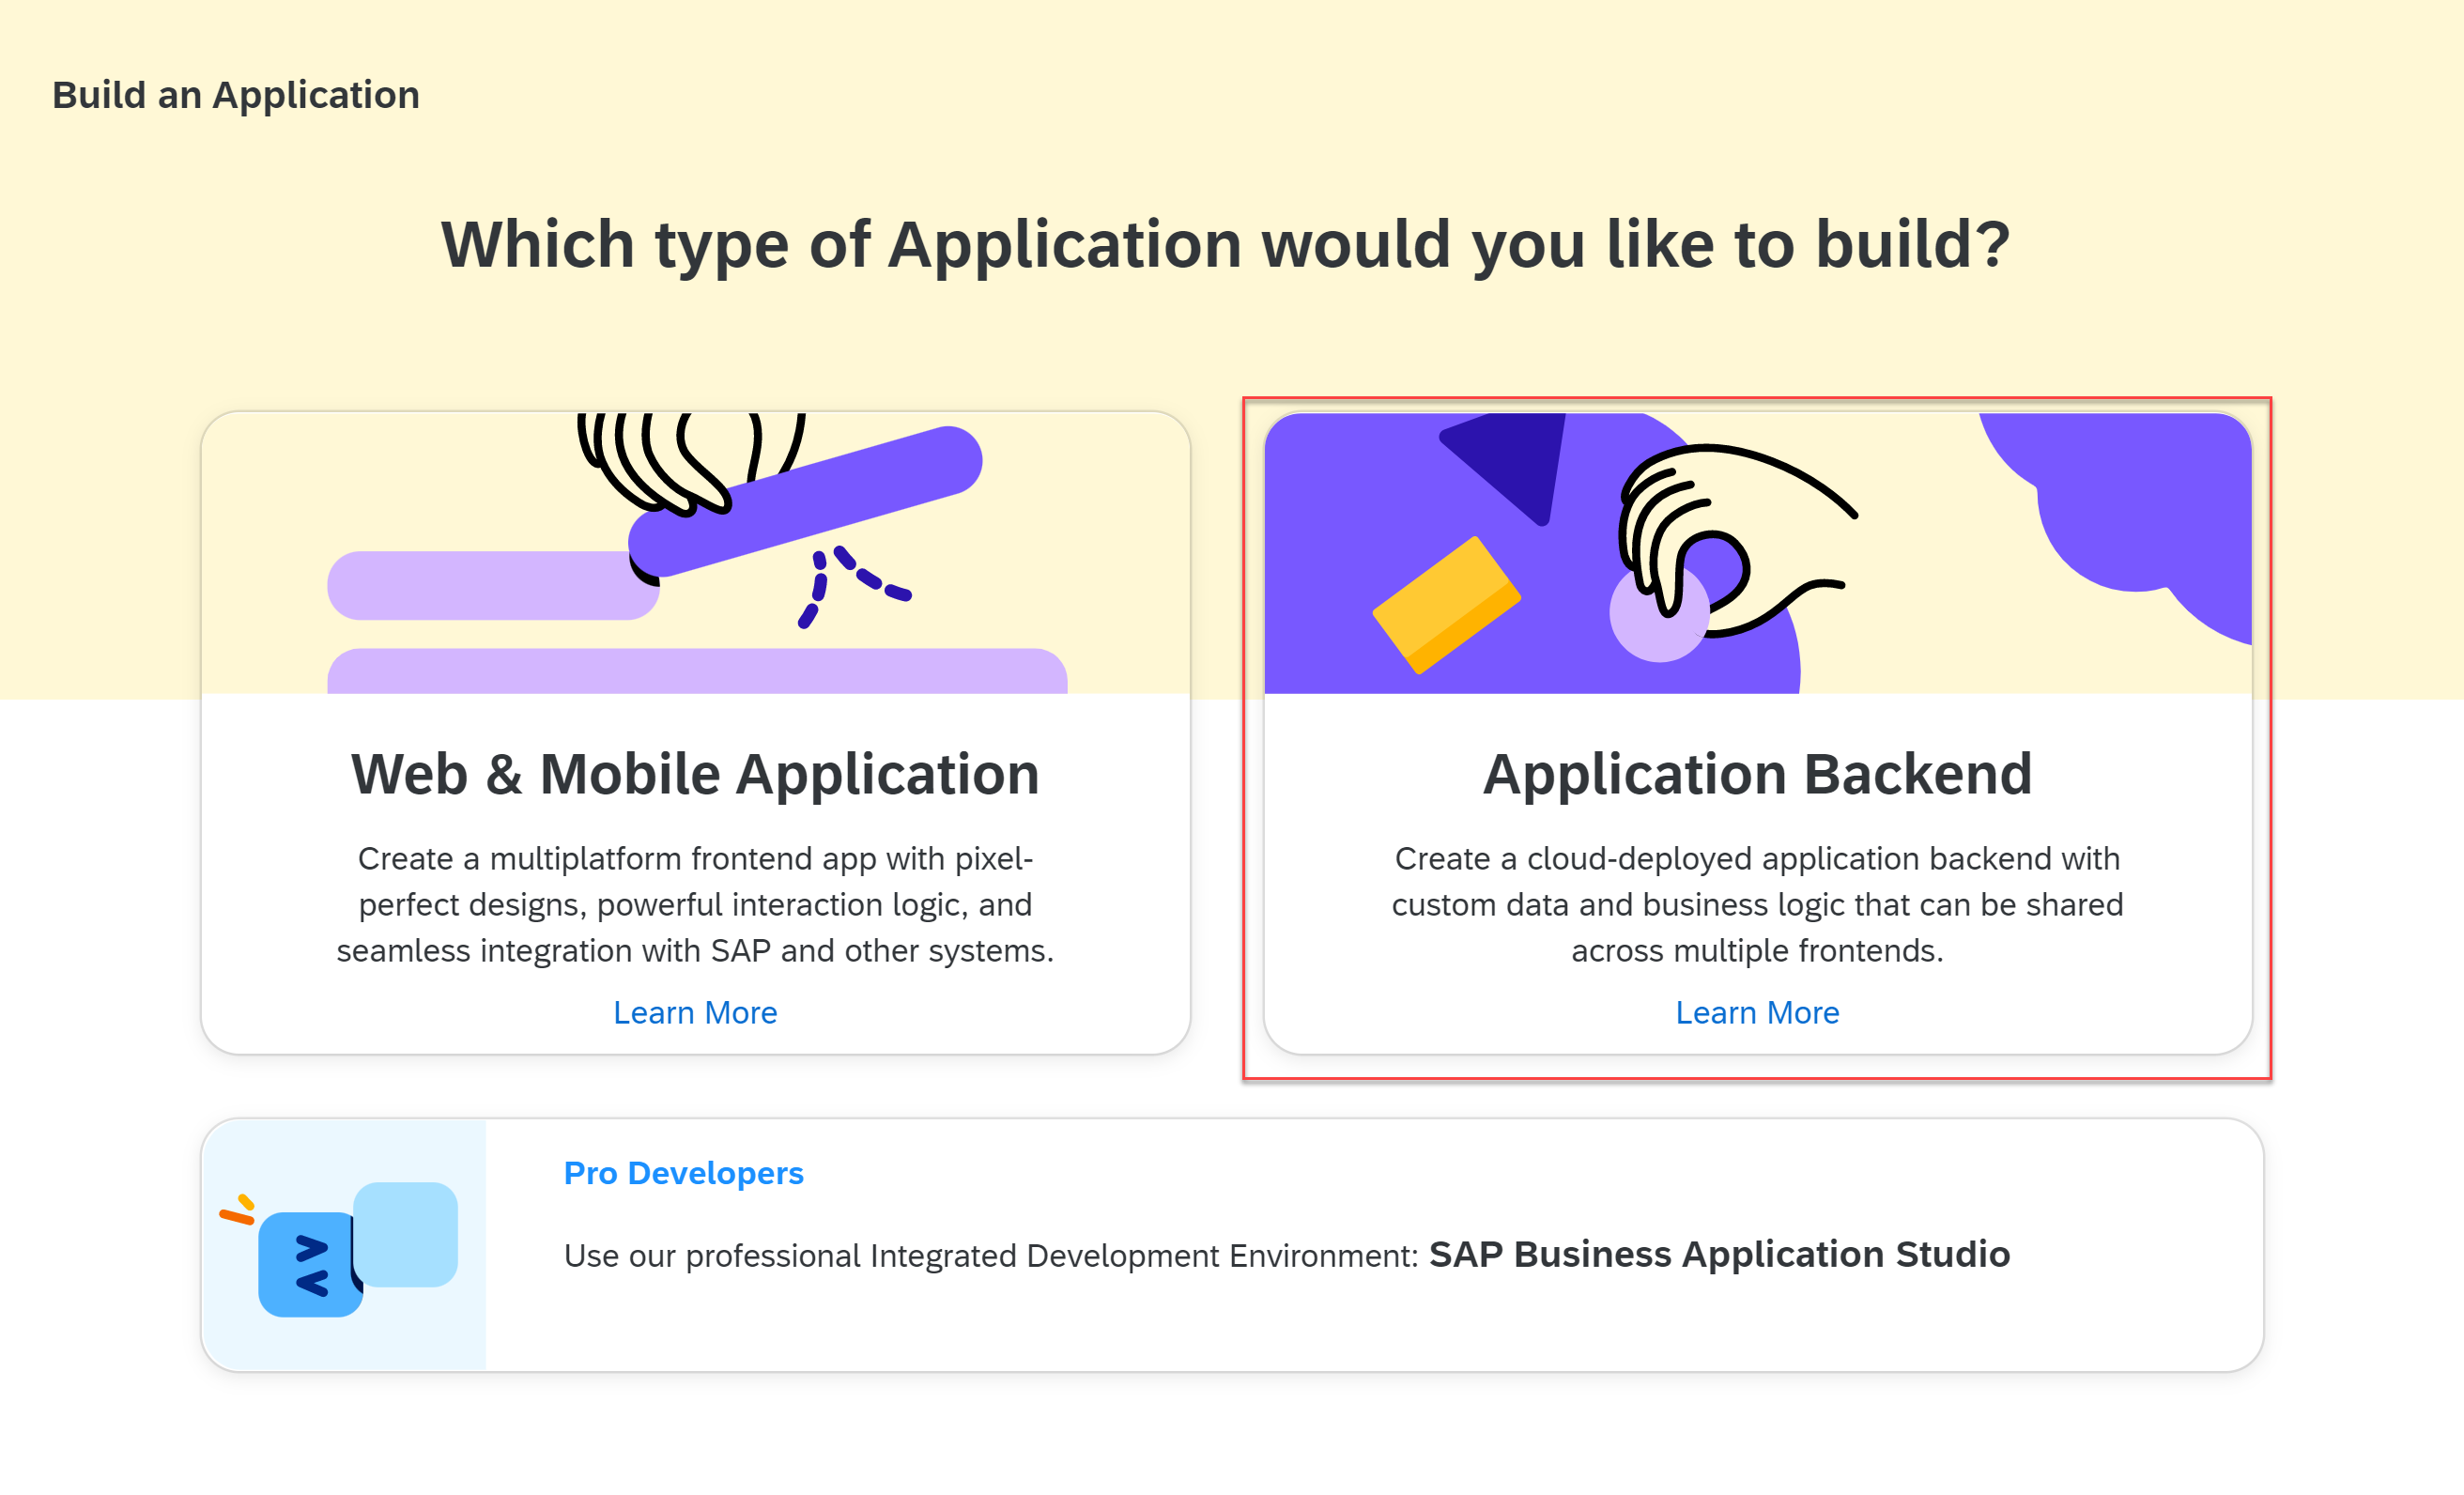 Build an Application
Which type of Application would you like to build?
Web & Mobile Application
Create a multiplatform frontend app with pixel-
perfect designs, powerful interaction logic, and
seamless integration with SAP and other systems.
Learn More
Application Backend
Create a cloud-deployed application backend with
custom data and business logic that can be shared
across multiple frontends.
Learn More
Pro Developers
Use our professional Integrated Development Environment: SAP Business Application Studio